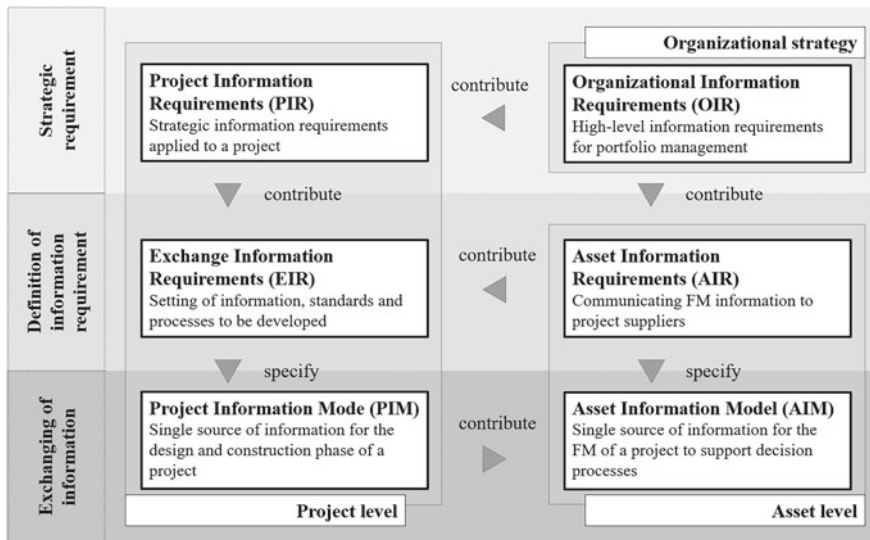 Strategic
requirement
Organizational strategy
Project Information
Requirements (PIR)
Strategic information requirements
applied to a project
contribute
Organizational Information
Requirements (OIR)
High-level information requirements
for portfolio management
contribute
contribute
Definition of
information
requirement
Exchange Information
Requirements (EIR)
Setting of information, standards and
processes to be developed
contribute
Asset Information
Requirements (AIR)
Communicating FM information to
project suppliers
specify
specify
Exchanging of
information
Project Information Mode (PIM)
Single source of information for the
design and construction phase of a
project
contribute
Asset Information Model (AIM)
Single source of information for the
FM of a project to support decision
processes
Project level
Asset level